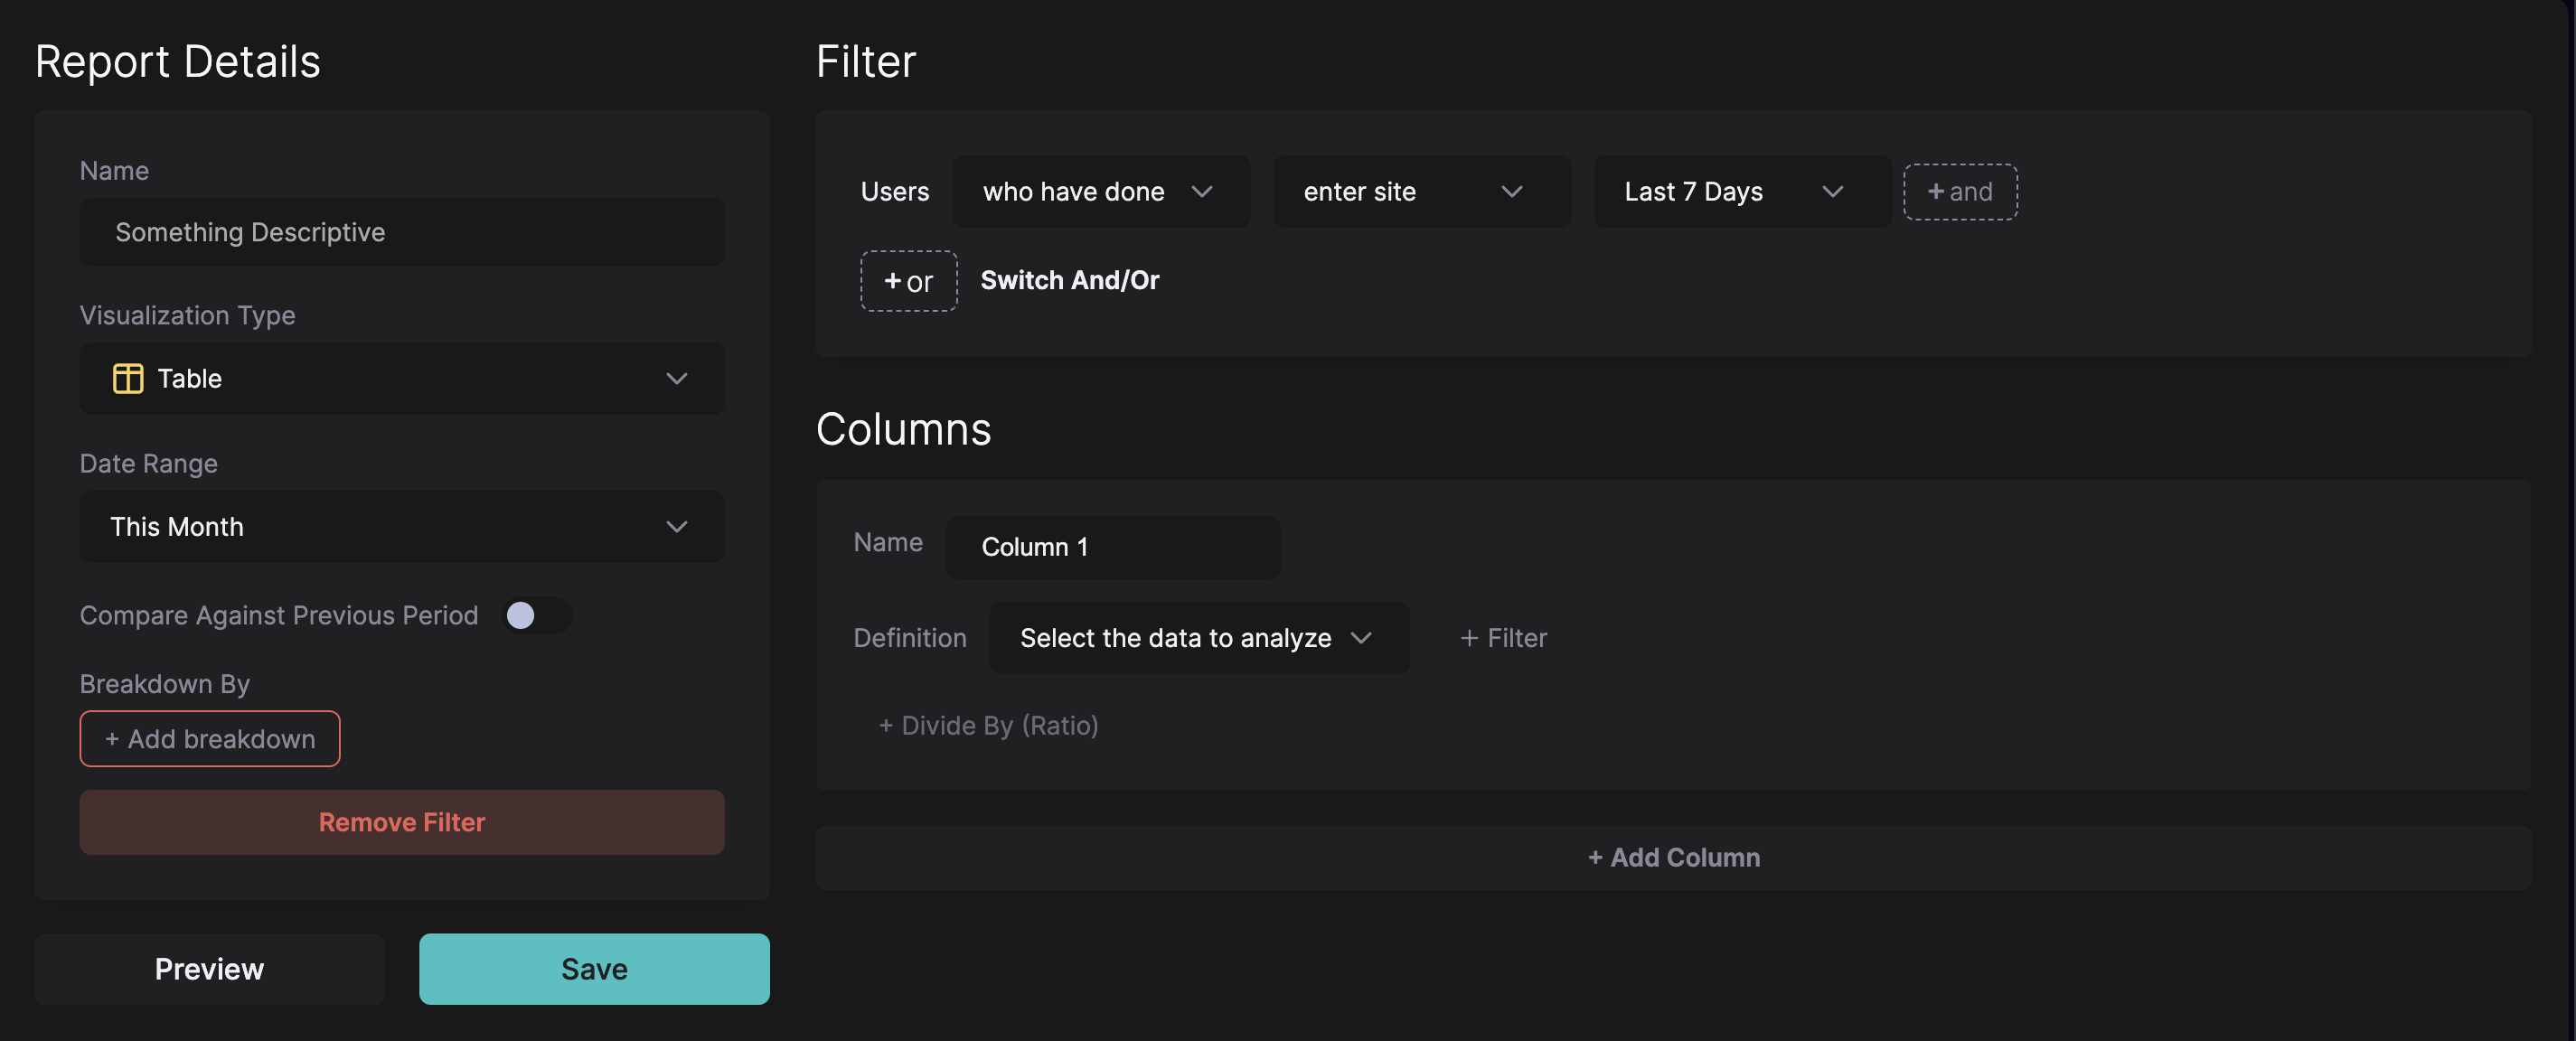 Report Details
Name
Something Descriptive
Visualization Type
Table
Date Range
This Month
Compare Against Previous Period
Breakdown By
+ Add breakdown
Remove Filter
Preview
Save
Filter
Users who have done enter site Last 7 Days + and
+ or Switch And/Or
Columns
Name Column 1
Definition Select the data to analyze + Filter
+ Divide By (Ratio)
+ Add Column